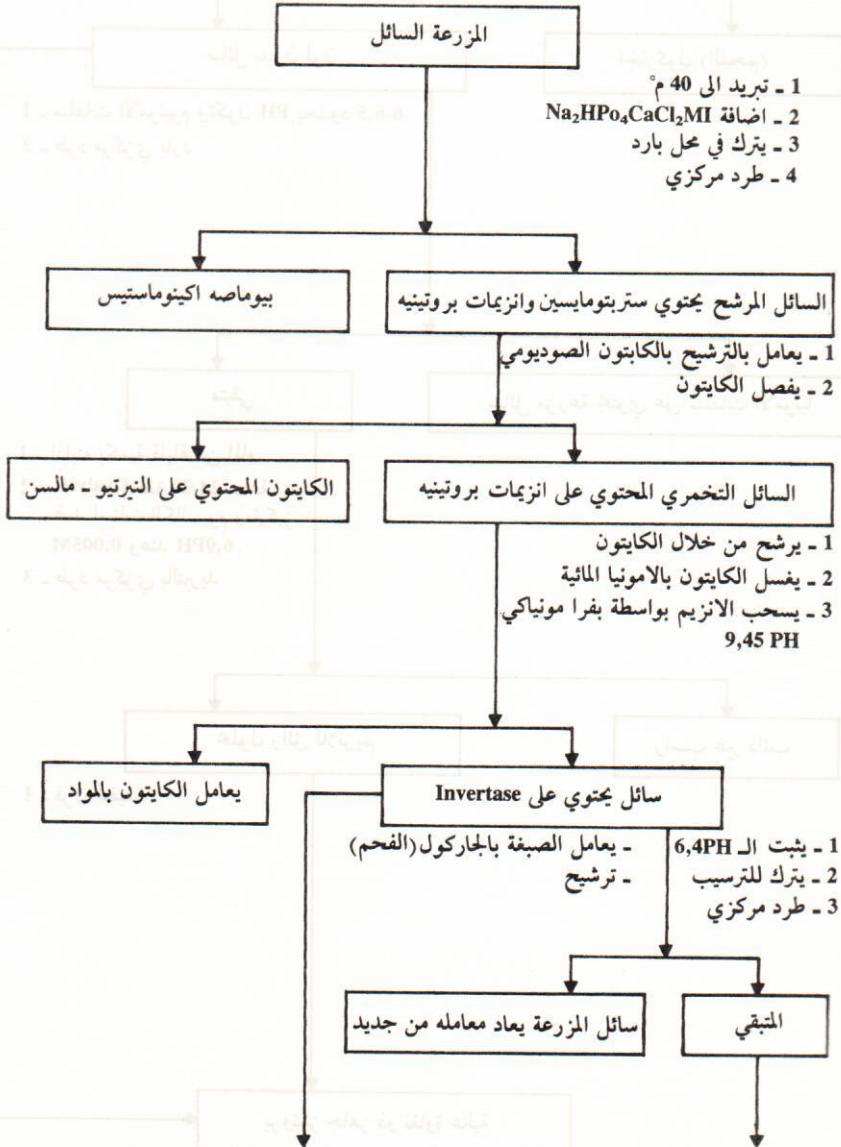 المزرعة السائل
1 ـ تبريد الى 40 م°
2 ـ اضافة Na₂HPo₄CaCl₂MI
3 ـ يترك في محل بارد
4 ـ طرد مركزي
السائل المرشح يحتوي ستربتومايسين وانزيمات بروتينيه
بيوماصه اكينوماستيس
1 ـ يعامل بالترشيح بالكابتون الصوديومي
2 ـ يفصل الكايتون
السائل التخمري المحتوي على انزيمات بروتينيه
الكايتون المحتوي على النيرتيو ـ مالسن
1 ـ يرشح من خلال الكايتون
2 ـ يغسل الكايتون بالامونيا المائية
3 ـ يسحب الانزيم بواسطة بفرا مونياكي
9,45 PH
سائل يحتوي على Invertase
يعامل الكايتون بالمواد
1 ـ يثبت الـ 6,4PH
2 ـ يترك للترسيب
3 ـ طرد مركزي
ـ يعامل الصبغة بالجاركول (الفحم)
ـ ترشيح
المتبقي
سائل المزرعة يعاد معامله من جديد